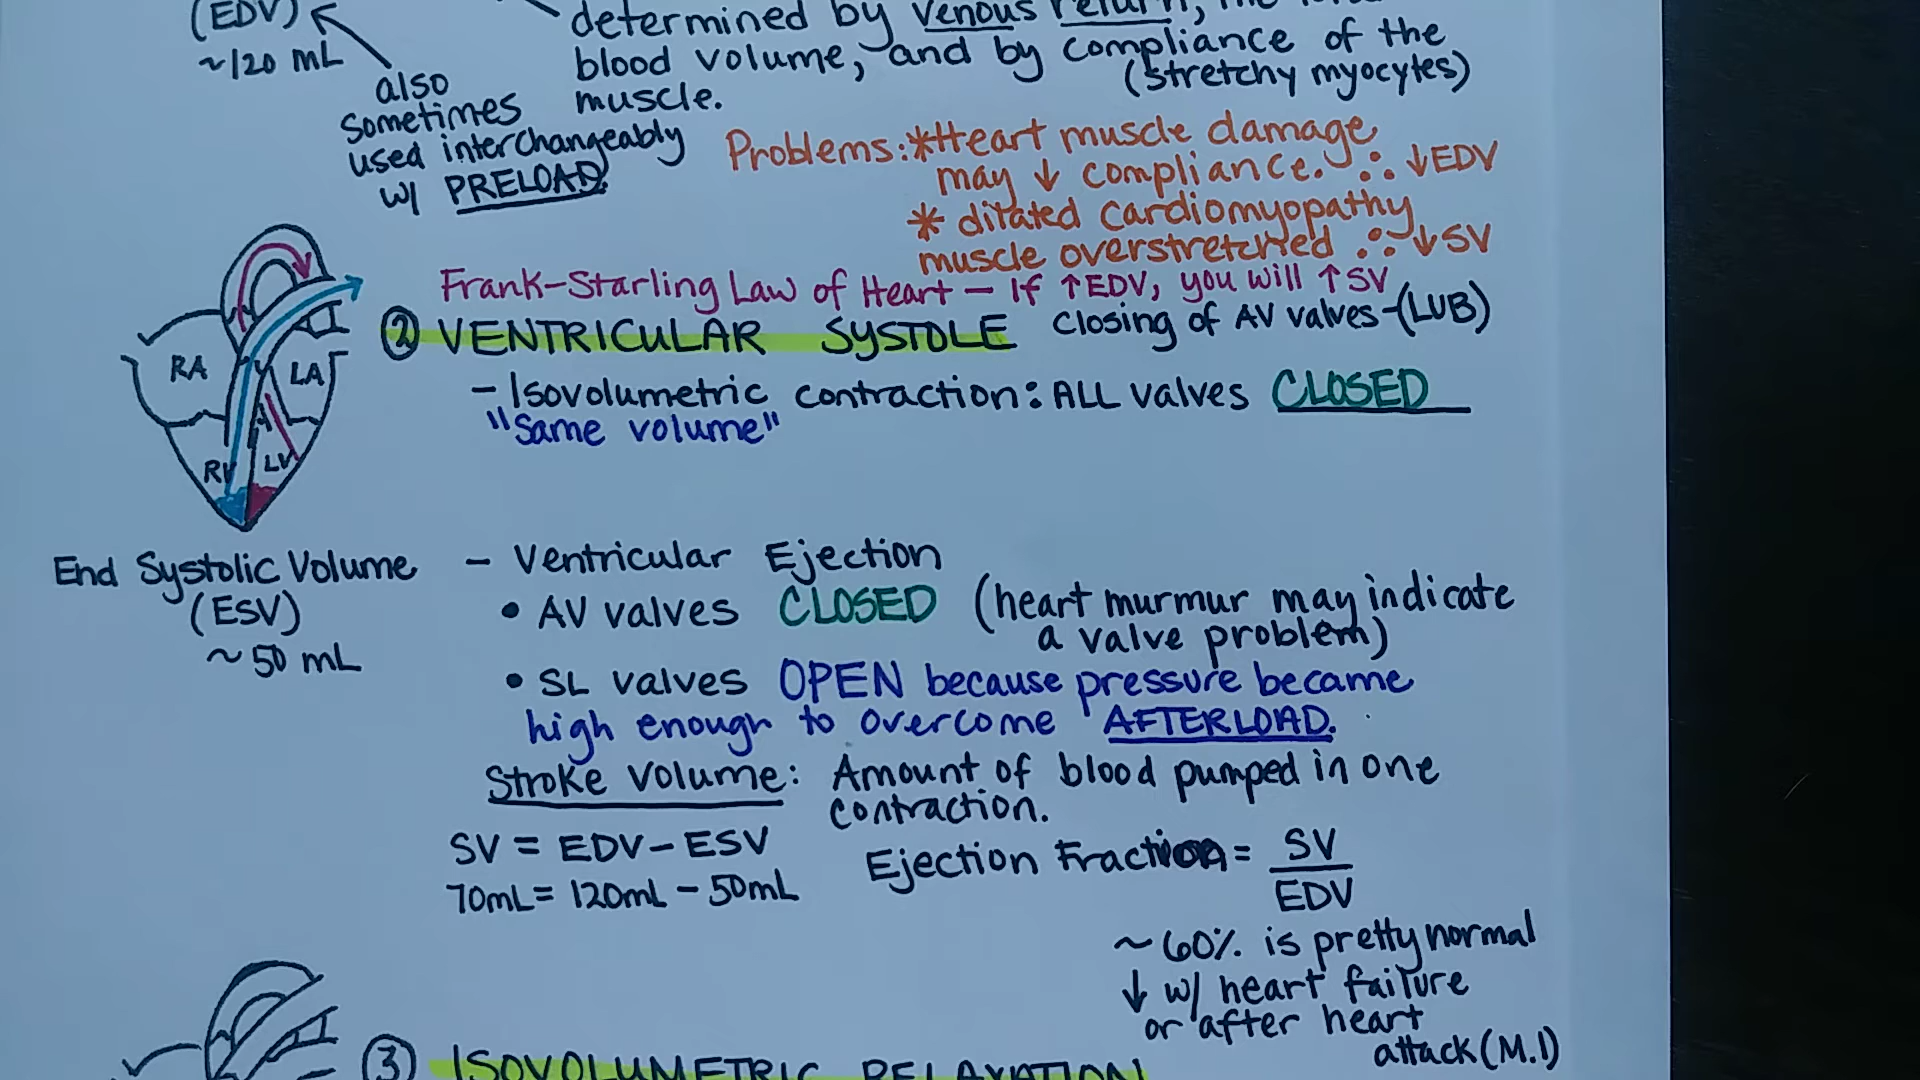 (EDV)
~120 mL
also
sometimes
used interchangeably
w/ PRELOAD.
determined by venous return,
blood volume, and by compliance of the
(stretchy myocytes)
muscle.
Problems: *Heart muscle damage
may ↓ compliance. ∴ ↓EDV
* dilated cardiomyopathy
muscle overstretched ∴ ↓SV
Frank-Starling Law of Heart - If ↑EDV, you will ↑SV
② VENTRICULAR SYSTOLE Closing of AV valves-(LUB)
- Isovolumetric contraction: ALL valves CLOSED
"Same volume"
RA
LA
RV
LV
End Systolic Volume
(ESV)
~ 50 mL
- Ventricular Ejection
• AV valves CLOSED (heart murmur may indicate
a valve problem)
• SL valves OPEN because pressure became
high enough to overcome AFTERLOAD.
Stroke Volume: Amount of blood pumped in one
contraction.
SV = EDV - ESV
70mL = 120mL - 50mL
Ejection Fraction = SV
EDV
~ 60% is pretty normal
↓ w/ heart failure
or after heart
attack (M.I)
③ ISOVOLUMETRIC RELAXATION